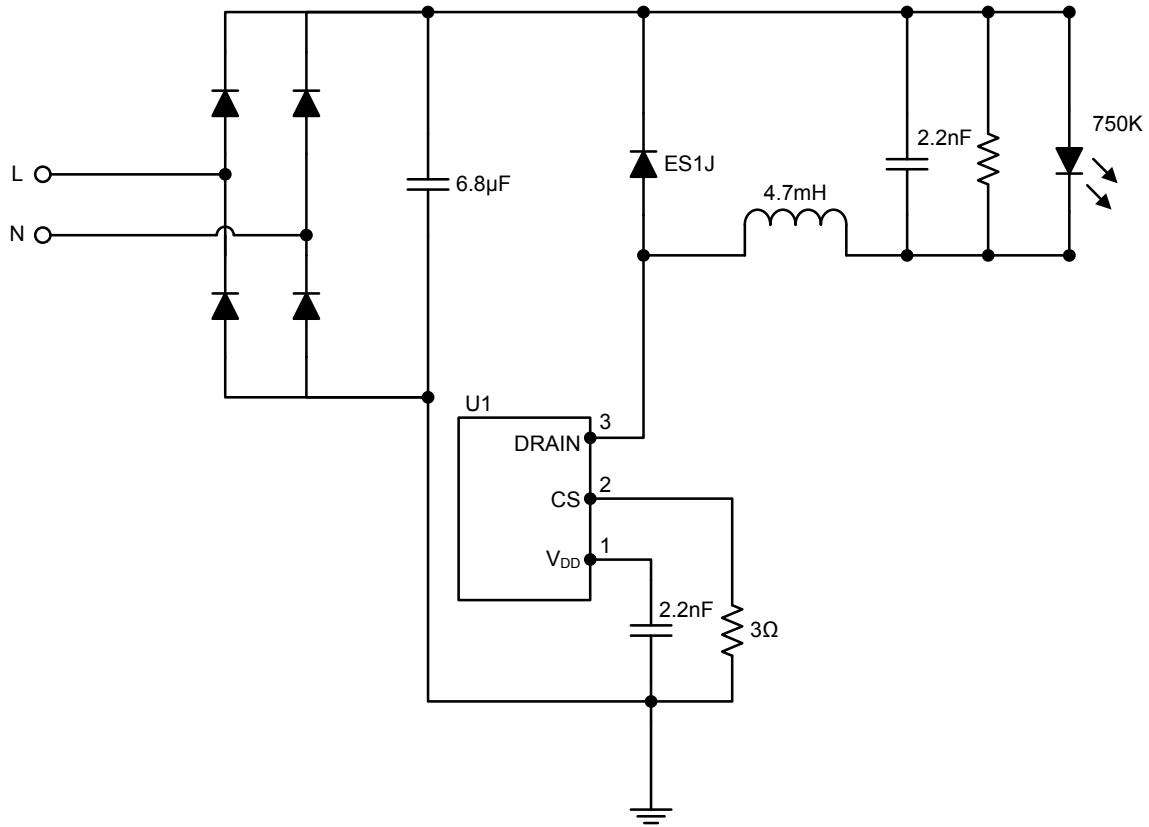 750K
2.2nF
L
ES1J
6.8µF
4.7mH
N
U1
3
DRAIN
2
CS
1
VDD
2.2nF
3Ω